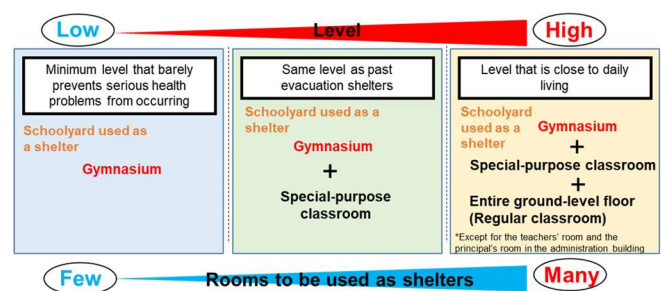 Low
Level
High
Minimum level that barely
prevents serious health
problems from occurring
Schoolyard used as
a shelter
Gymnasium
Same level as past
evacuation shelters
Schoolyard used as a
shelter
Gymnasium
+
Special-purpose
classroom
Level that is close to daily
living
Schoolyard
used as a
shelter
Gymnasium
+
Special-purpose classroom
+
Entire ground-level floor
(Regular classroom)
*Except for the teachers' room and the
principal's room in the administration building
Few
Rooms to be used as shelters
Many